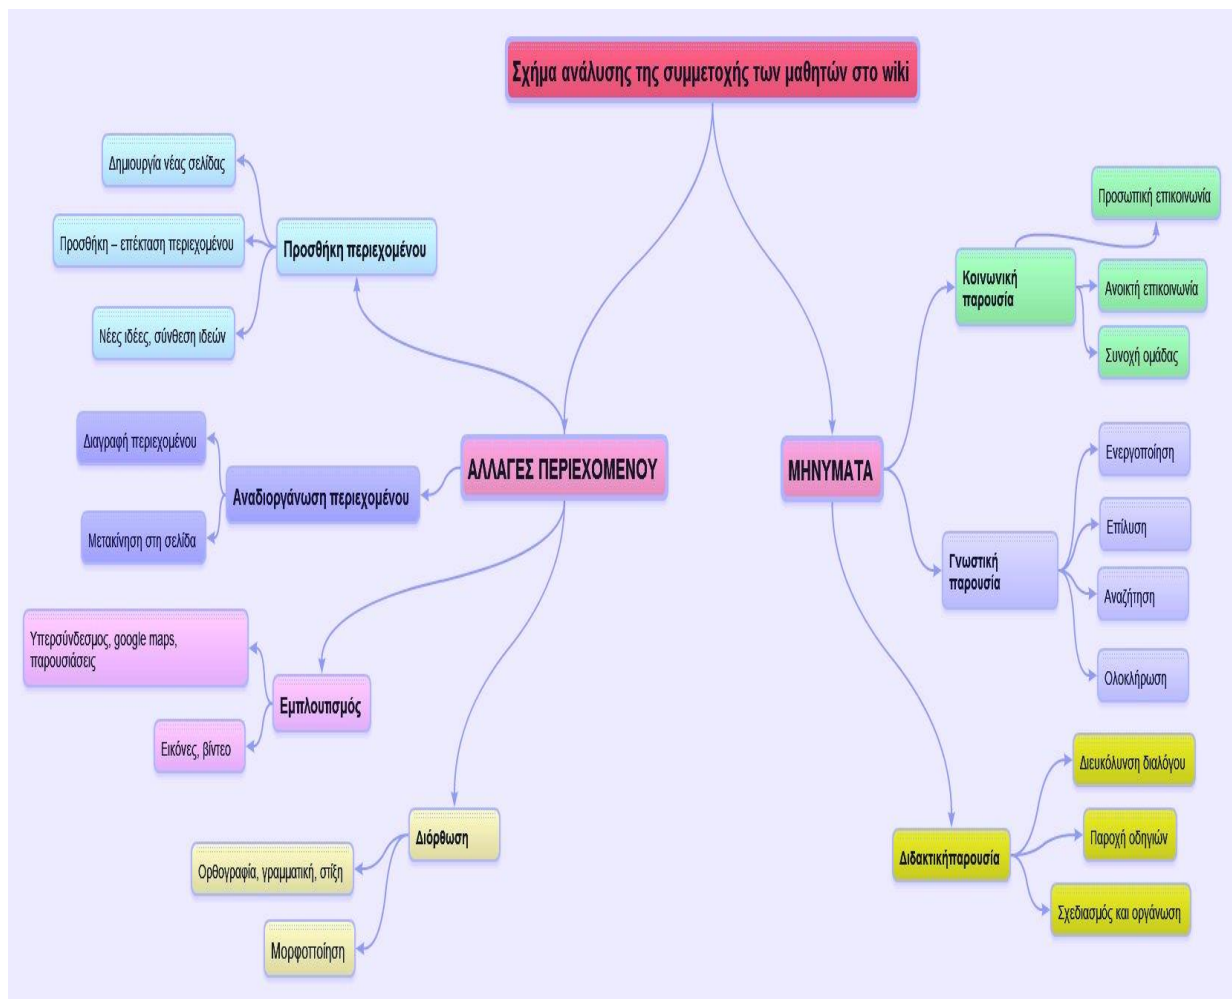 Σχήμα ανάλυσης της συμμετοχής των μαθητών στο wiki
ΑΛΛΑΓΕΣ ΠΕΡΙΕΧΟΜΕΝΟΥ
Προσθήκη περιεχομένου
Δημιουργία νέας σελίδας
Προσθήκη – επέκταση περιεχομένου
Νέες ιδέες, σύνθεση ιδεών
Αναδιοργάνωση περιεχομένου
Διαγραφή περιεχομένου
Μετακίνηση στη σελίδα
Εμπλουτισμός
Υπερσύνδεσμος, google maps,
παρουσιάσεις
Εικόνες, βίντεο
Διόρθωση
Ορθογραφία, γραμματική, στίξη
Μορφοποίηση
ΜΗΝΥΜΑΤΑ
Κοινωνική
παρουσία
Προσωπική επικοινωνία
Ανοικτή επικοινωνία
Συνοχή ομάδας
Γνωστική
παρουσία
Ενεργοποίηση
Επίλυση
Αναζήτηση
Ολοκλήρωση
Διδακτικήπαρουσία
Διευκόλυνση διαλόγου
Παροχή οδηγιών
Σχεδιασμός και οργάνωση